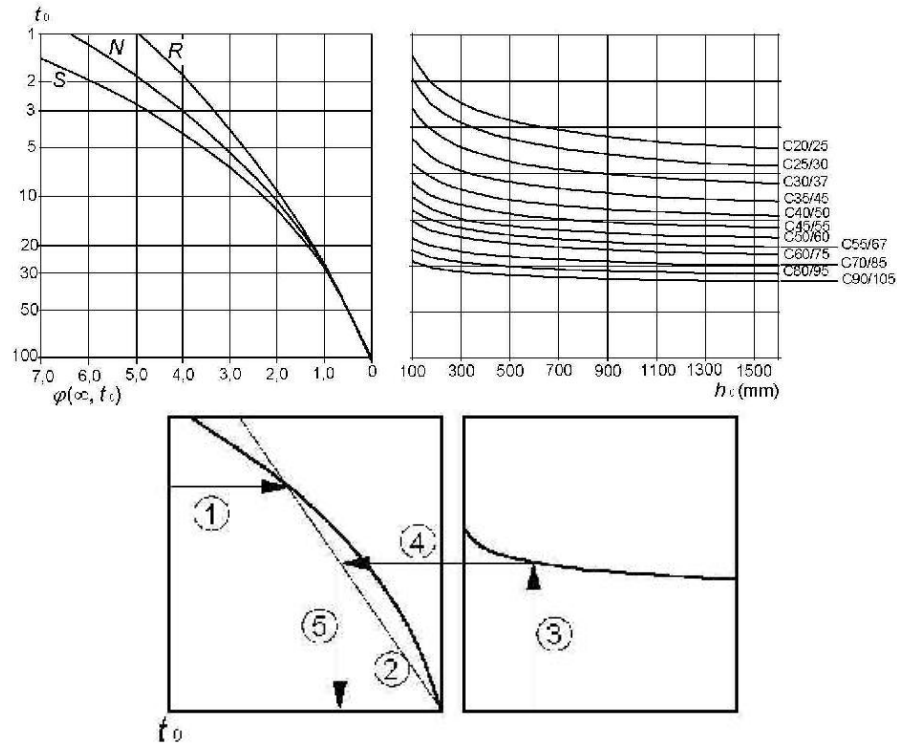 t₀
1
2
3
5
10
20
30
50
100
S
N
R
7,0 6,0 5,0 4,0 3,0 2,0 1,0 0
φ(∞, t₀)
C20/25
C25/30
C30/37
C35/45
C40/50
C45/55
C50/60
C55/67
C60/75
C70/85
C80/95
C90/105
100 300 500 700 900 1100 1300 1500
h₀ (mm)
①
④
⑤
②
③
t₀